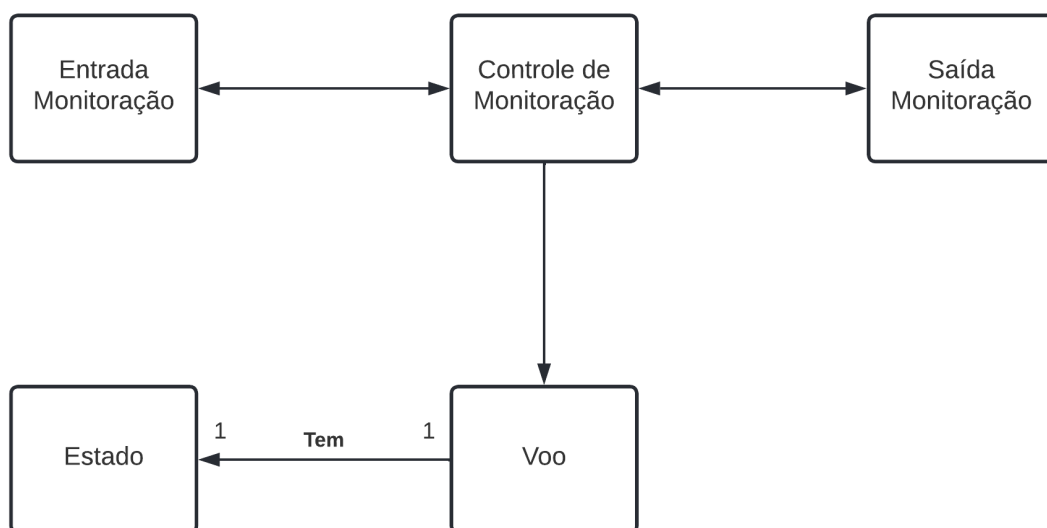 Entrada
Monitoração
Controle de
Monitoração
Saída
Monitoração
Estado
1
Tem
1
Voo